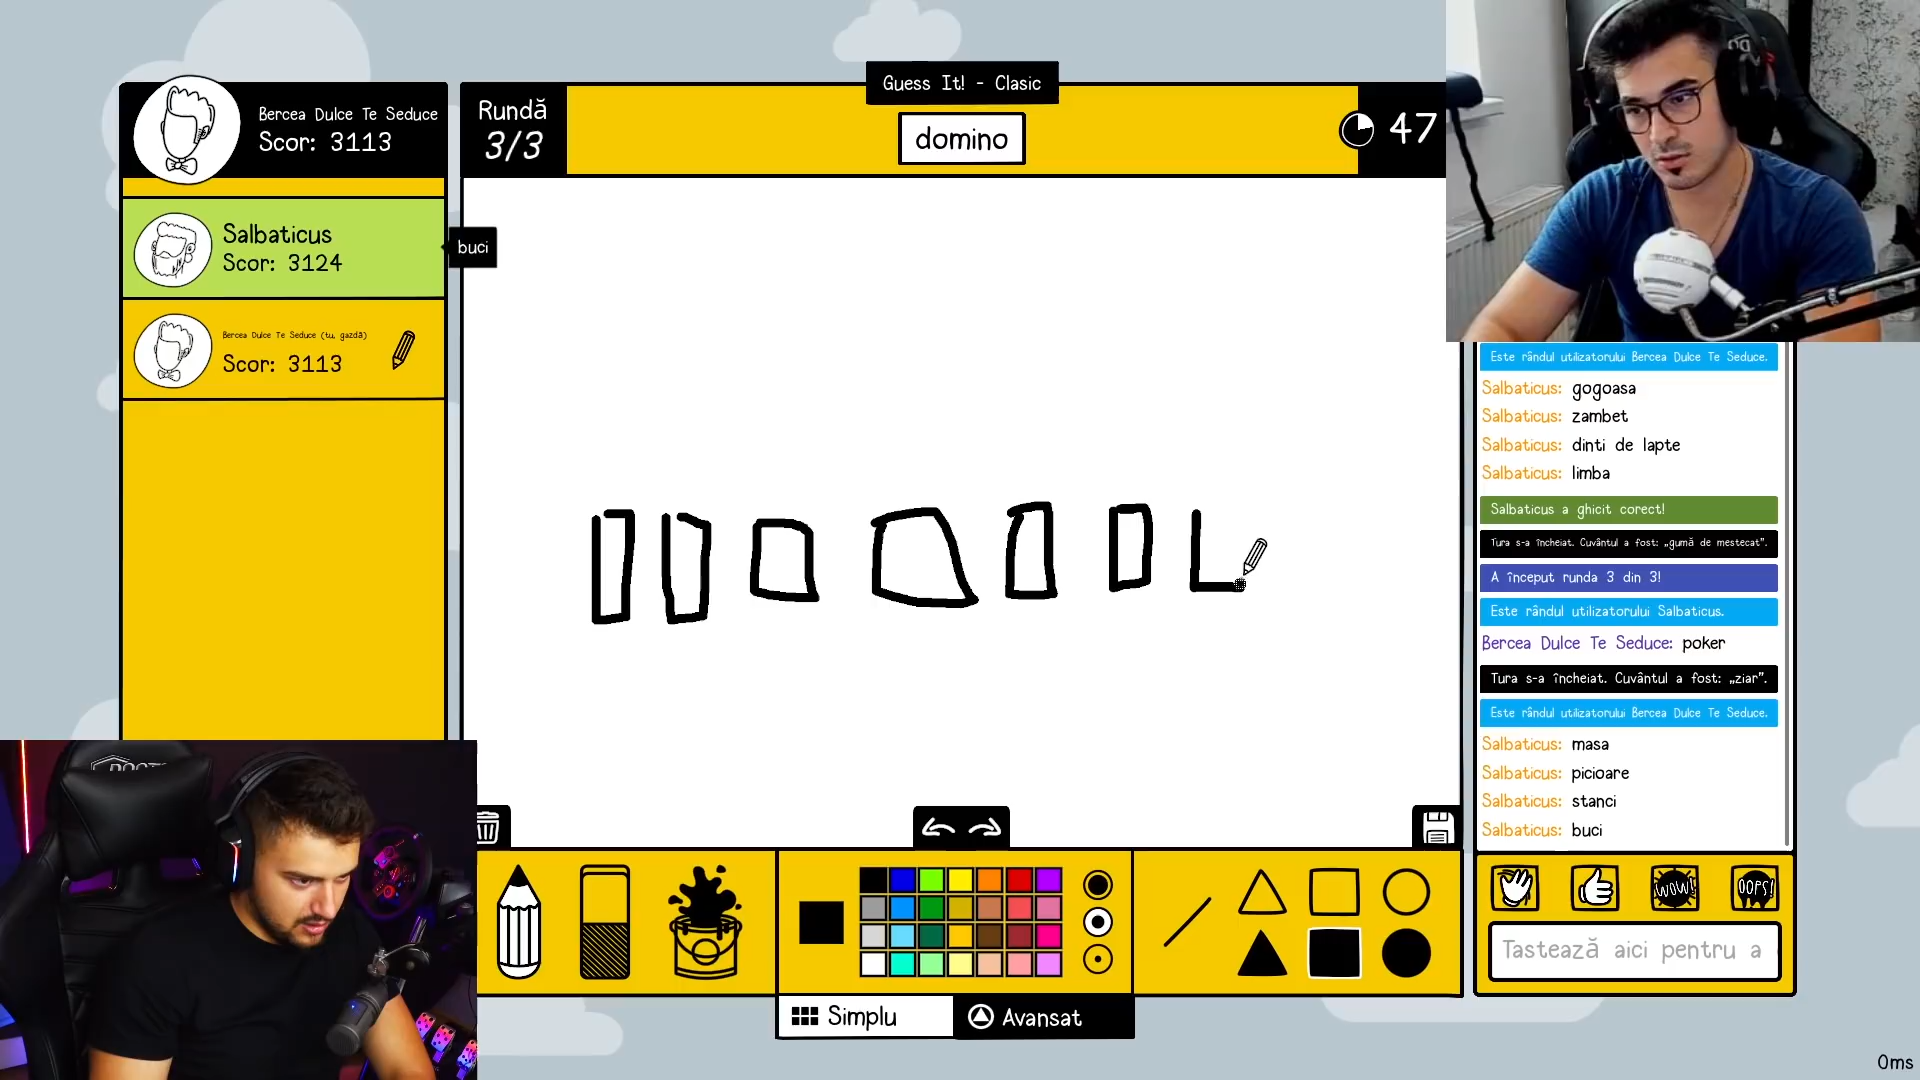 Guess It! - Clasic
Bercea Dulce Te Seduce
Scor: 3113
Rundă
3/3
domino
47
Salbaticus
Scor: 3124
buci
Bercea Dulce Te Seduce (tu, gazdă)
Scor: 3113
Este rândul utilizatorului Bercea Dulce Te Seduce.
Salbaticus: gogoasa
Salbaticus: zambet
Salbaticus: dinti de lapte
Salbaticus: limba
Salbaticus a ghicit corect!
Tura s-a încheiat. Cuvântul a fost: „gumă de mestecat”.
A început runda 3 din 3!
Este rândul utilizatorului Salbaticus.
Bercea Dulce Te Seduce: poker
Tura s-a încheiat. Cuvântul a fost: „ziar”.
Este rândul utilizatorului Bercea Dulce Te Seduce.
Salbaticus: masa
Salbaticus: picioare
Salbaticus: stanci
Salbaticus: buci
WOW!
OOPS!
Tastează aici pentru a
Simplu
Avansat
0ms